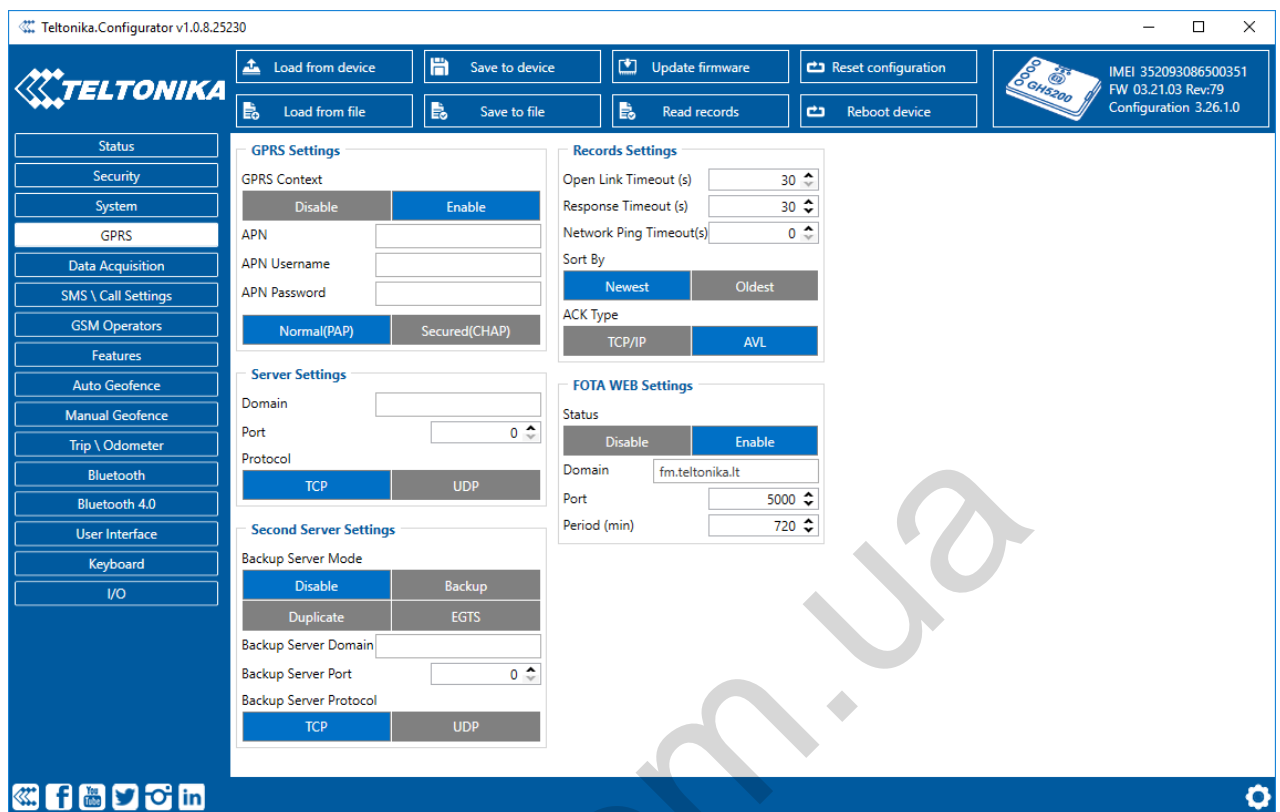 Teltonika.Configurator v1.0.8.25230
TELTONIKA
Load from device
Save to device
Update firmware
Reset configuration
Load from file
Save to file
Read records
Reboot device
GH5200
IMEI 352093086500351
FW 03.21.03 Rev:79
Configuration 3.26.1.0
Status
Security
System
GPRS
Data Acquisition
SMS \ Call Settings
GSM Operators
Features
Auto Geofence
Manual Geofence
Trip \ Odometer
Bluetooth
Bluetooth 4.0
User Interface
Keyboard
I/O
GPRS Settings
GPRS Context
Disable Enable
APN
APN Username
APN Password
Normal(PAP) Secured(CHAP)
Server Settings
Domain
Port 0
Protocol
TCP UDP
Second Server Settings
Backup Server Mode
Disable Backup
Duplicate EGTS
Backup Server Domain
Backup Server Port 0
Backup Server Protocol
TCP UDP
Records Settings
Open Link Timeout (s) 30
Response Timeout (s) 30
Network Ping Timeout(s) 0
Sort By
Newest Oldest
ACK Type
TCP/IP AVL
FOTA WEB Settings
Status
Disable Enable
Domain fm.teltonika.lt
Port 5000
Period (min) 720
om.ua
f You Tube in